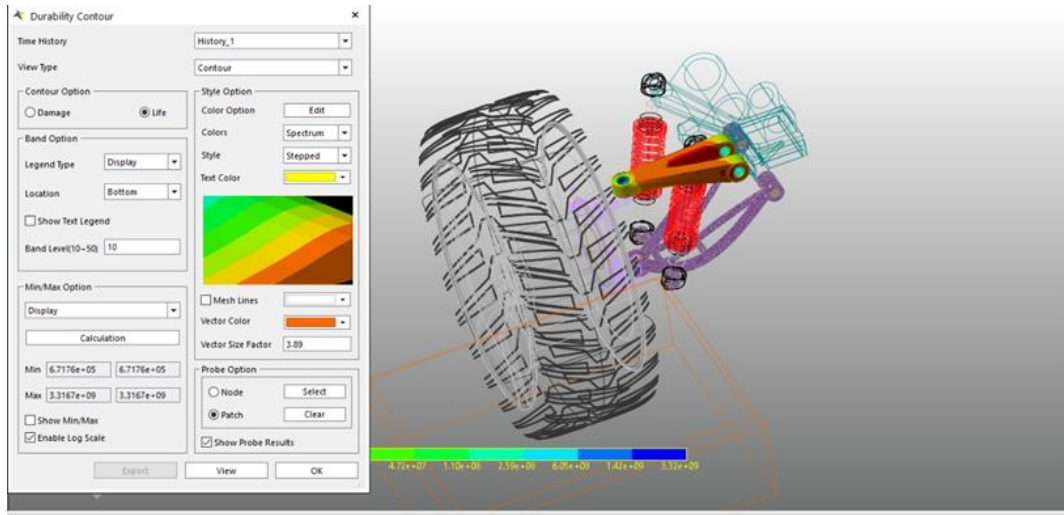 Durability Contour
Time History
History_1
View Type
Contour
Contour Option
Damage
Life
Band Option
Legend Type
Display
Location
Bottom
Show Text Legend
Band Level(10~50)
10
Min/Max Option
Display
Calculation
Min
6.7176e+05
6.7176e+05
Max
3.3167e+09
3.3167e+09
Show Min/Max
Enable Log Scale
Style Option
Color Option
Edit
Colors
Spectrum
Style
Stepped
Text Color
Mesh Lines
Vector Color
Vector Size Factor
3.89
Probe Option
Node
Select
Patch
Clear
Show Probe Results
Export
View
OK
4.72e+07 1.10e+08 2.59e+08 6.05e+08 1.42e+09 3.32e+09